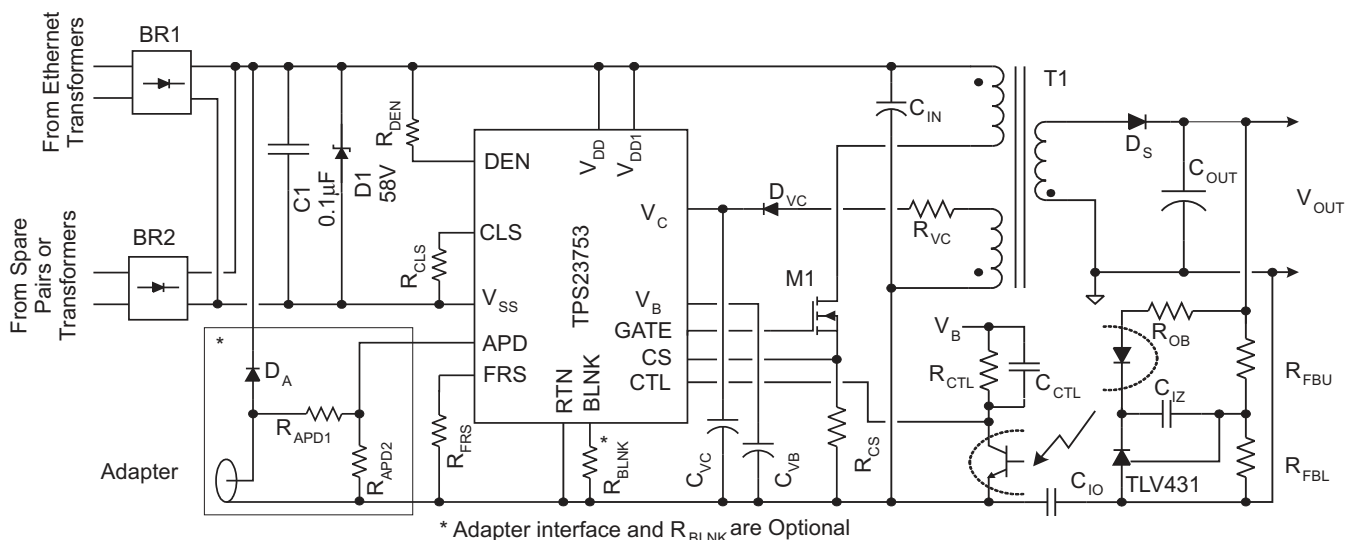 From Ethernet
Transformers
BR1
From Spare
Pairs or
Transformers
BR2
C1
0.1μF
D1
58V
R_DEN
R_CLS
DEN
CLS
V_SS
APD
FRS
V_DD
V_DD1
TPS23753
V_C
V_B
GATE
CS
CTL
RTN
BLNK
*
D_A
R_APD1
R_APD2
Adapter
R_FRS
*
R_BLNK
C_VC
C_VB
R_CS
D_VC
R_VC
M1
C_IN
T1
D_S
C_OUT
V_OUT
V_B
R_CTL
C_CTL
R_OB
C_IZ
R_FBU
R_FBL
TLV431
C_IO
* Adapter interface and R_BLNK are Optional